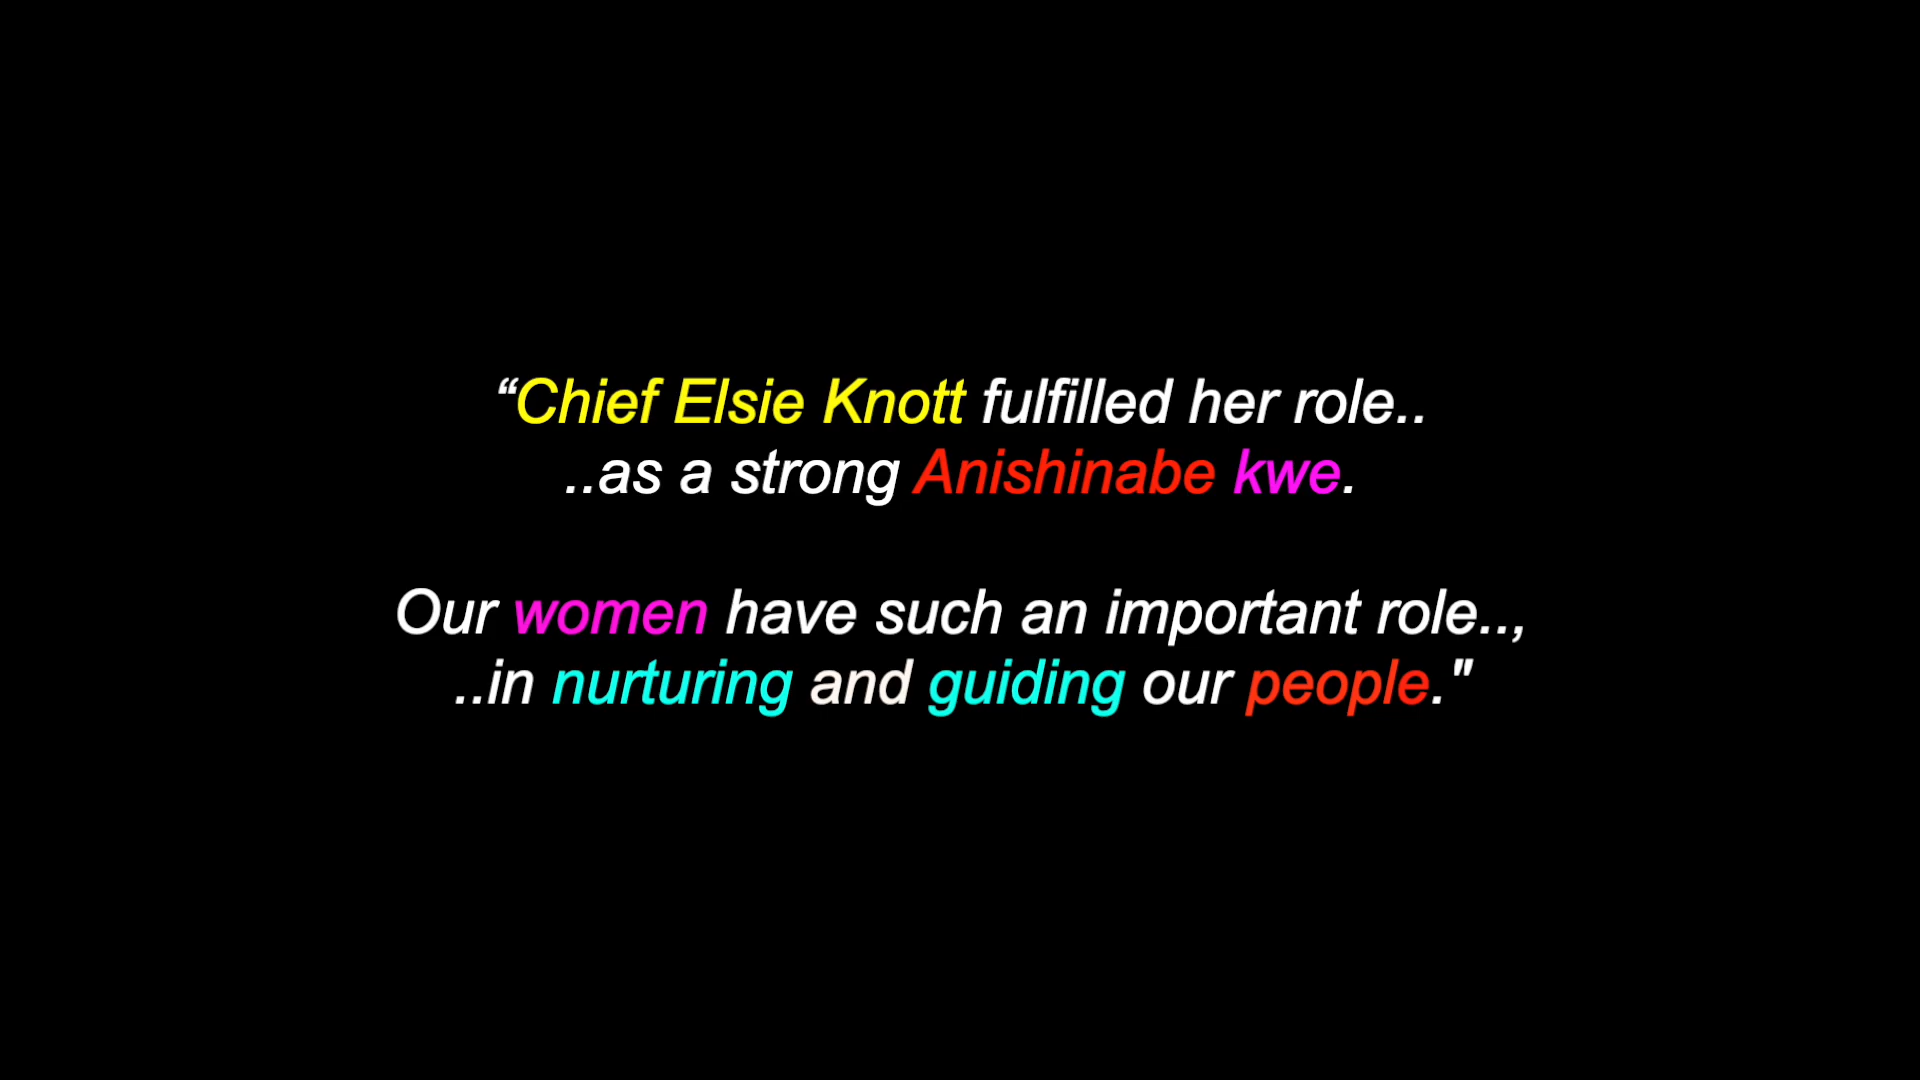 “Chief Elsie Knott fulfilled her role..
..as a strong Anishinabe kwe.
Our women have such an important role..,
..in nurturing and guiding our people."